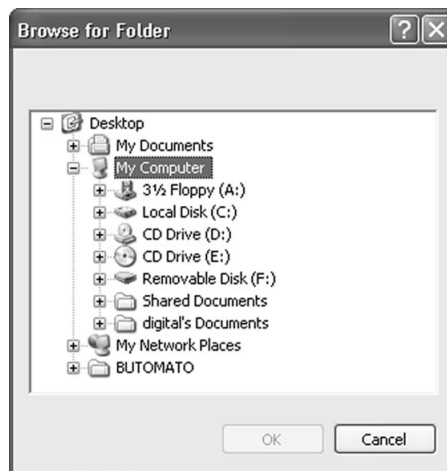 Browse for Folder
Desktop
My Documents
My Computer
3½ Floppy (A:)
Local Disk (C:)
CD Drive (D:)
CD Drive (E:)
Removable Disk (F:)
Shared Documents
digital's Documents
My Network Places
BUTOMATO
OK Cancel